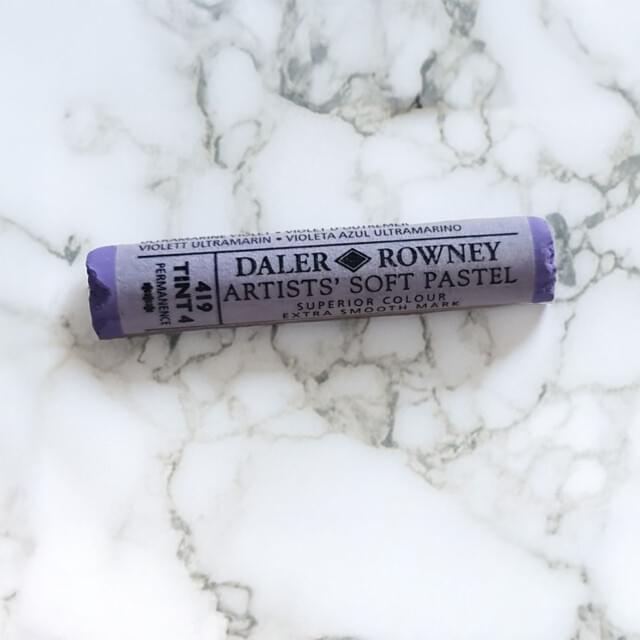 VIOLETT ULTRAMARIN • VIOLETA AZUL ULTRAMARINO
DALER ROWNEY
ARTISTS' SOFT PASTEL
SUPERIOR COLOUR
EXTRA SMOOTH MARK
419
TINT 4
PERMANENCE